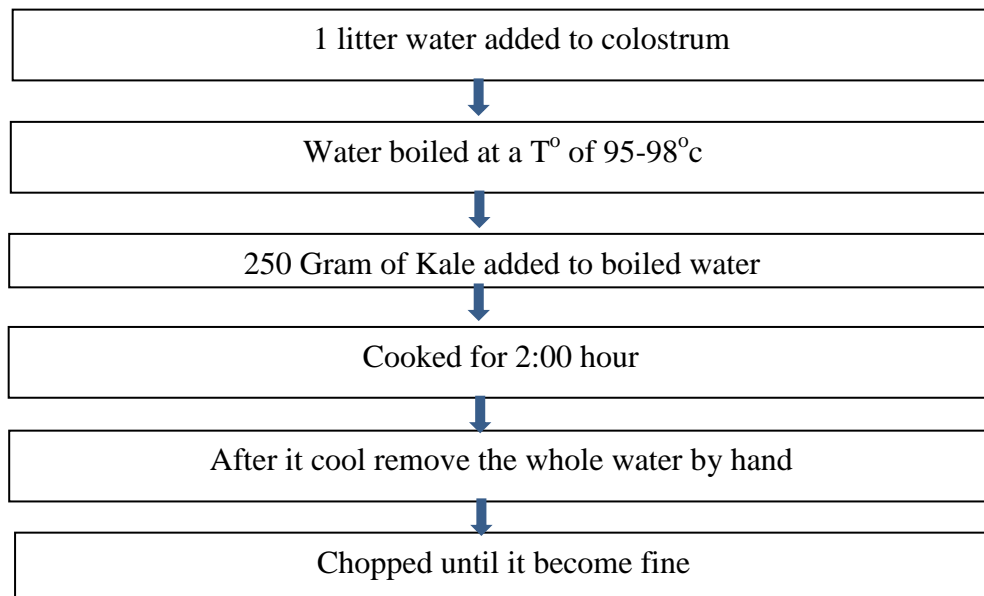 1 litter water added to colostrum
Water boiled at a Tᵒ of 95-98ᵒc
250 Gram of Kale added to boiled water
Cooked for 2:00 hour
After it cool remove the whole water by hand
Chopped until it become fine